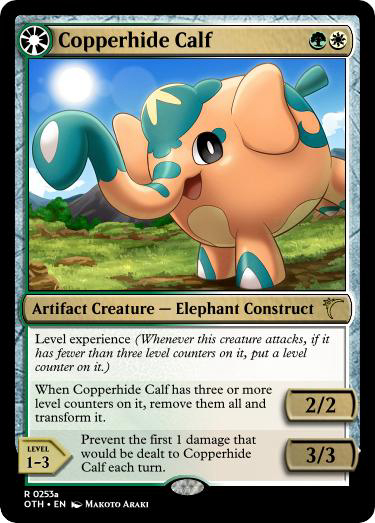 Copperhide Calf
Artifact Creature — Elephant Construct
Level experience (Whenever this creature attacks, if it
has fewer than three level counters on it, put a level
counter on it.)
When Copperhide Calf has three or more
level counters on it, remove them all and
transform it.
2/2
LEVEL
1-3
Prevent the first 1 damage that
would be dealt to Copperhide
Calf each turn.
3/3
R 0253a
OTH • EN Makoto Araki